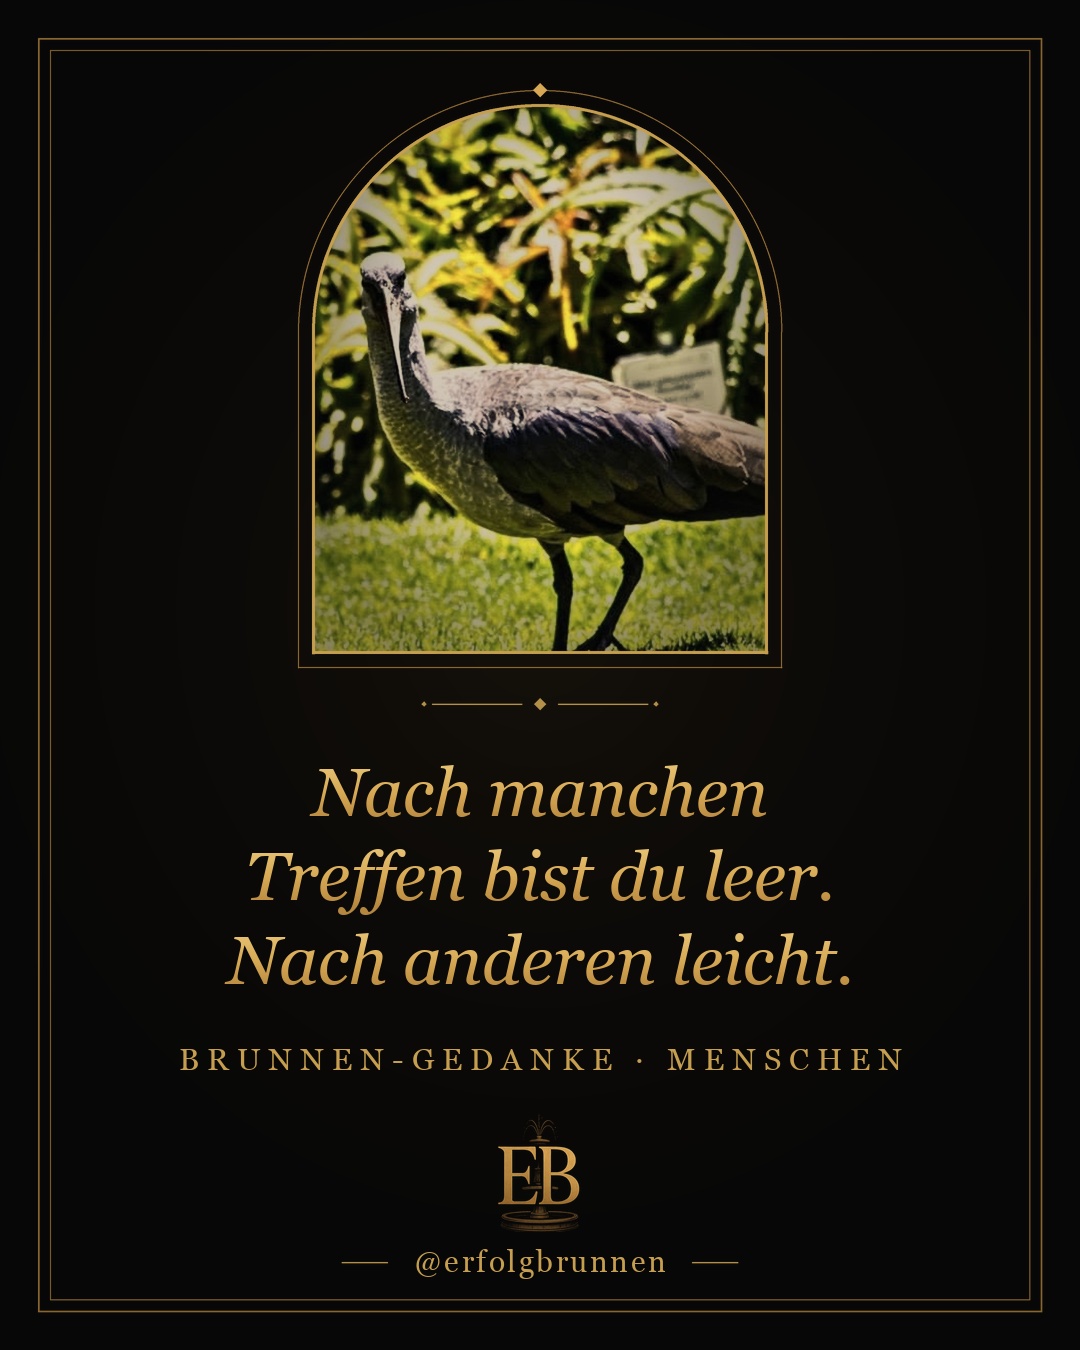 Nach manchen
Treffen bist du leer.
Nach anderen leicht.
BRUNNEN-GEDANKE · MENSCHEN
EB
@erfolgbrunnen